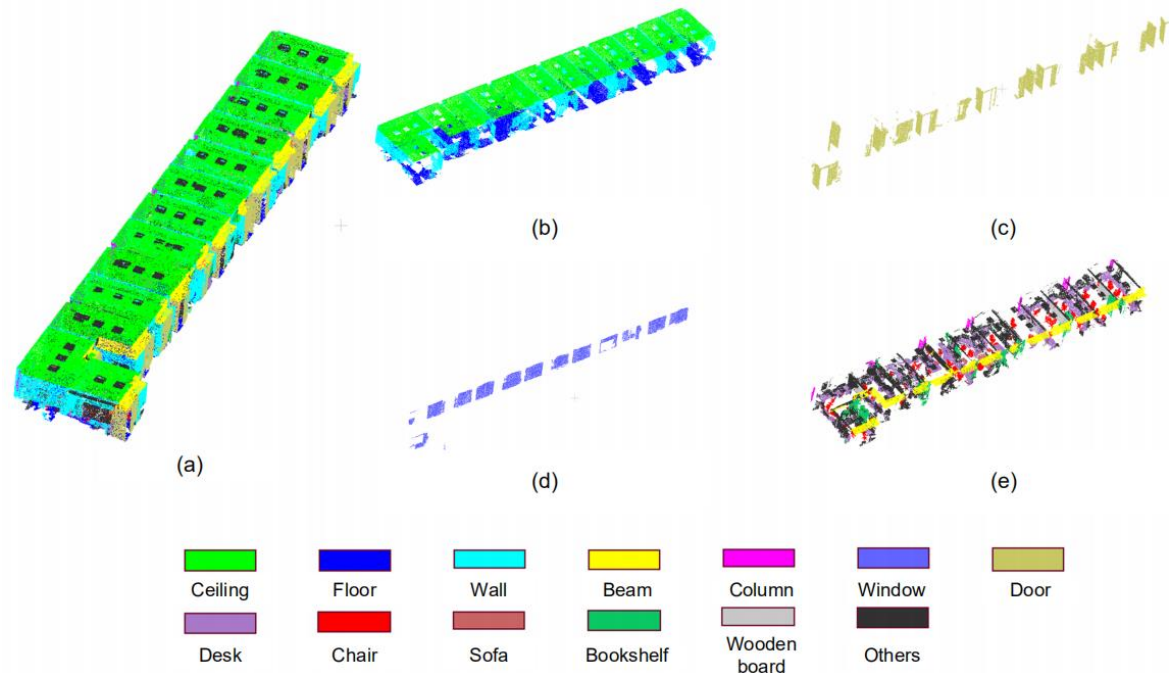 (a)
(b)
(c)
(d)
(e)
Ceiling
Floor
Wall
Beam
Column
Window
Door
Desk
Chair
Sofa
Bookshelf
Wooden
board
Others